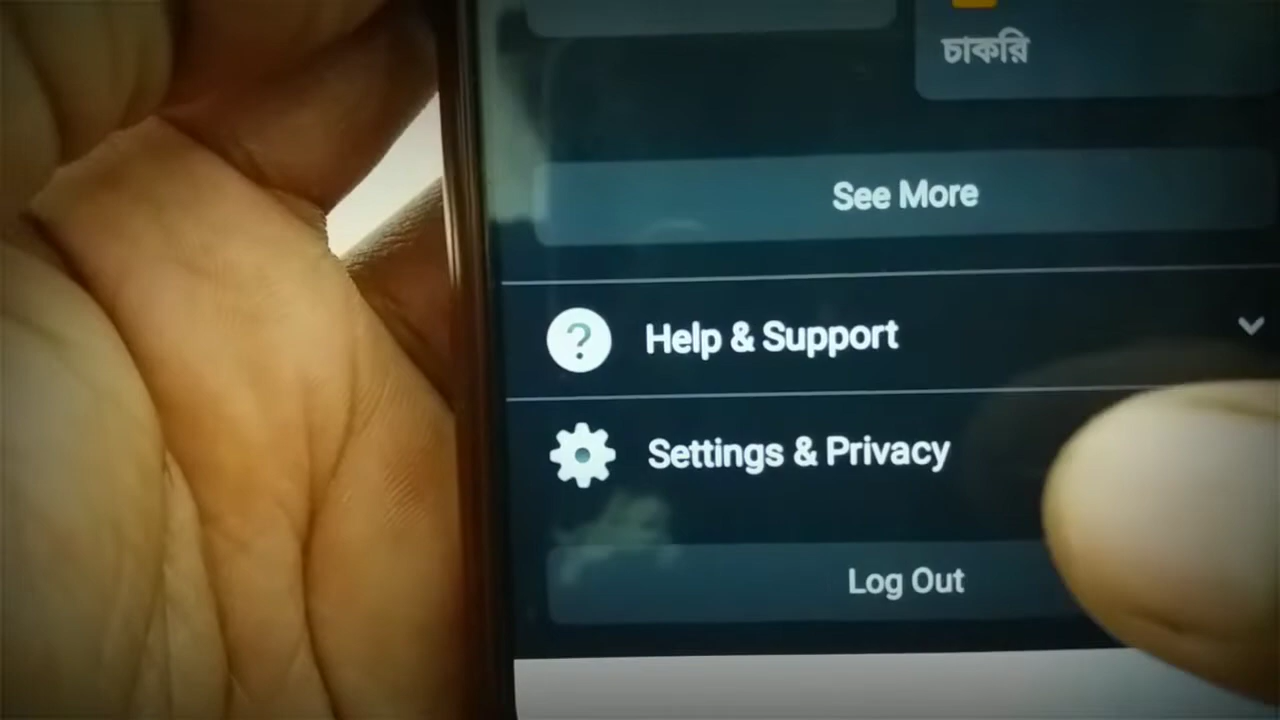 চাকরি
See More
Help & Support
Settings & Privacy
Log Out